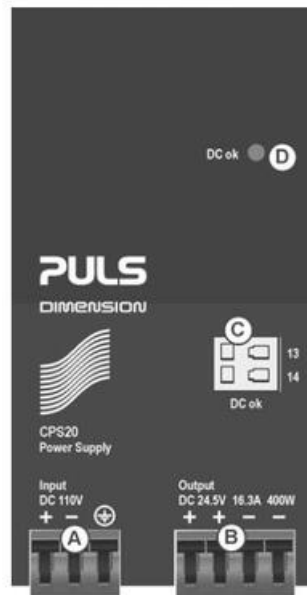 DC ok D
PULS
DIMENSION
C
13
14
DC ok
CPS20
Power Supply
Input
DC 110V
+ -
A
Output
DC 24.5V 16.3A 400W
+ + - -
B